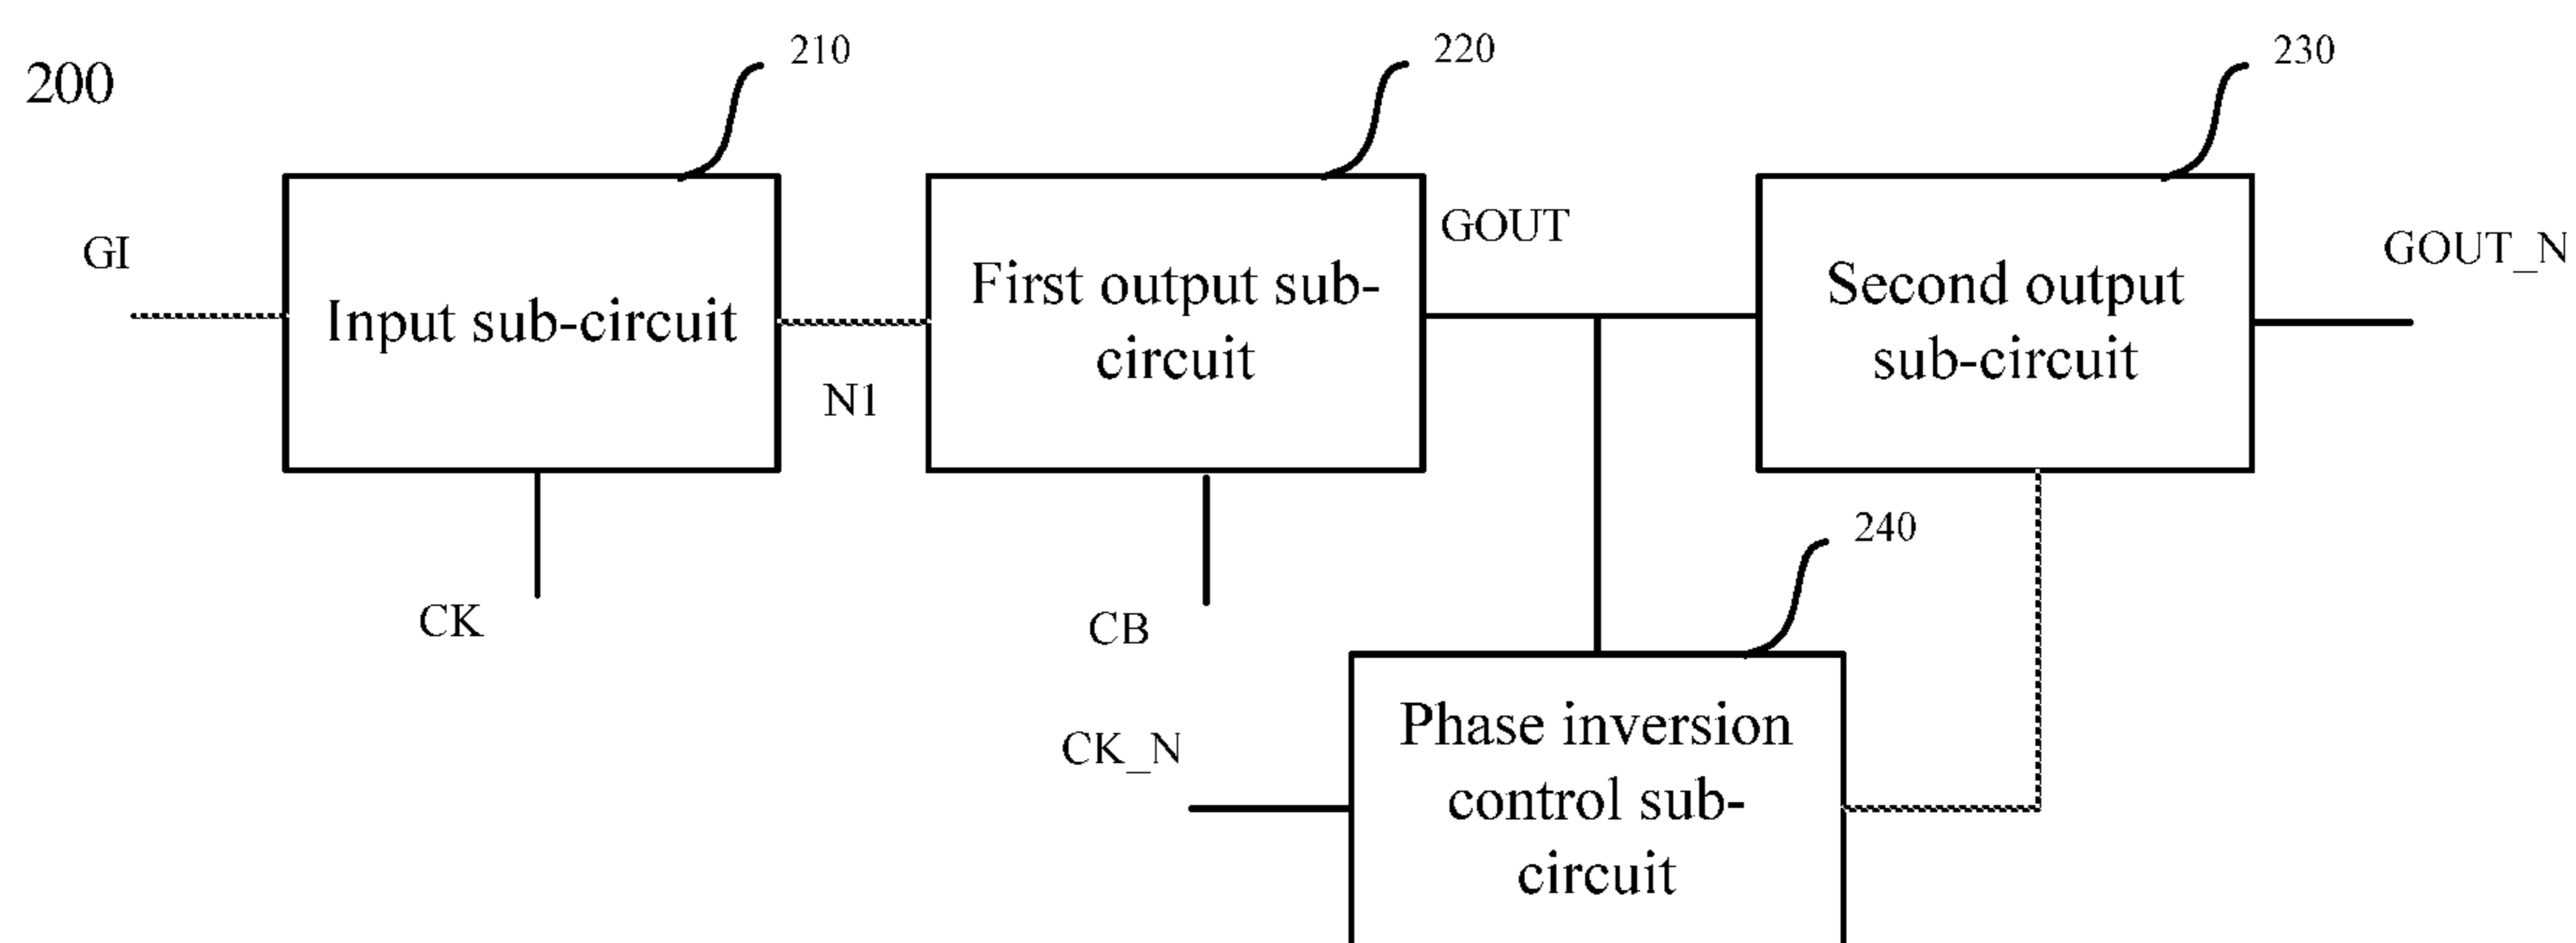 200
210
220
230
GI
Input sub-circuit
N1
First output sub-
circuit
GOUT
Second output
sub-circuit
GOUT_N
CK
CB
240
CK_N
Phase inversion
control sub-
circuit